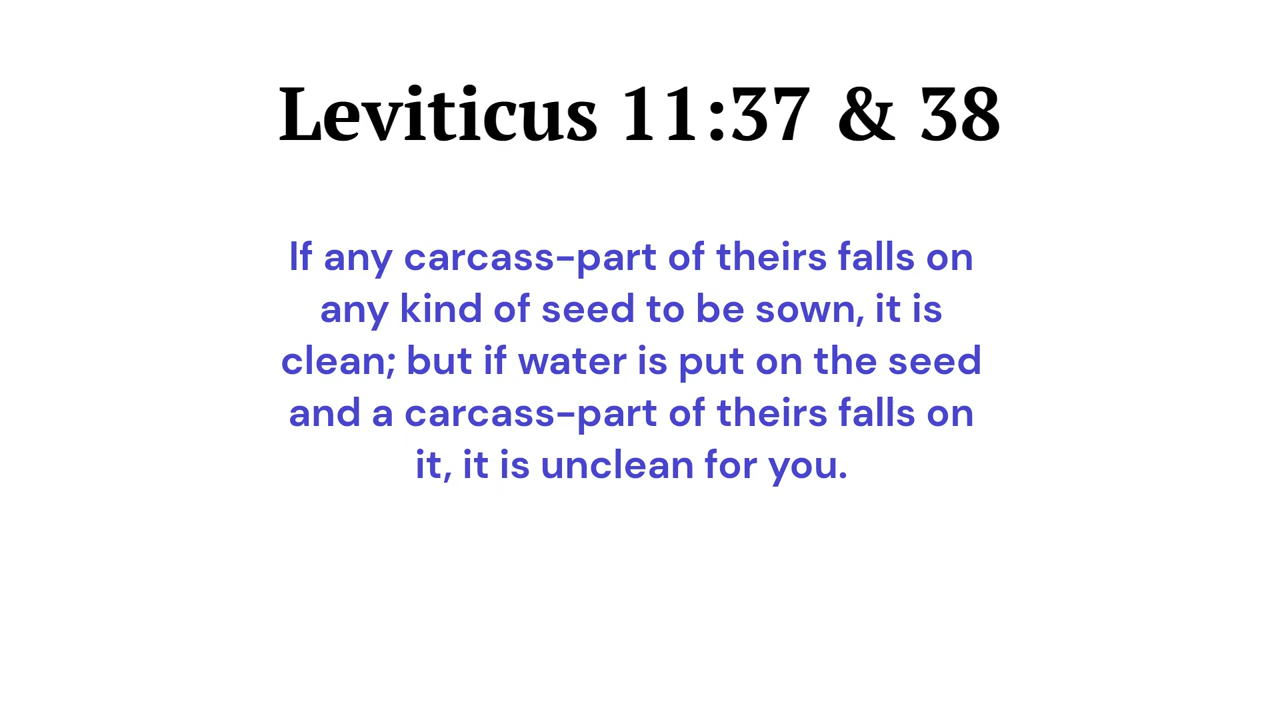 Leviticus 11:37 & 38
If any carcass-part of theirs falls on
any kind of seed to be sown, it is
clean; but if water is put on the seed
and a carcass-part of theirs falls on
it, it is unclean for you.